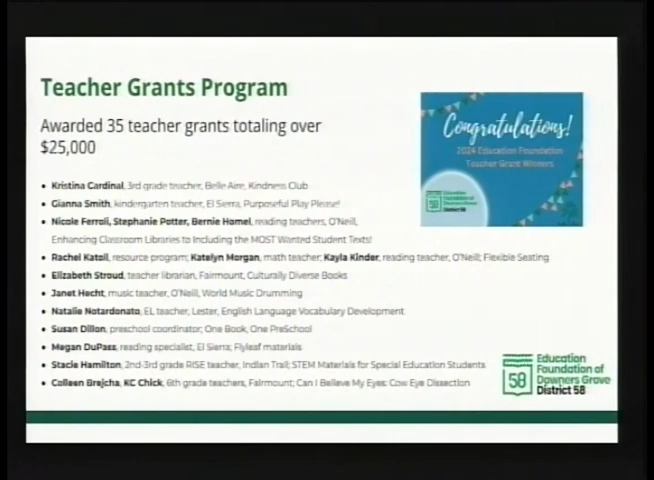 Teacher Grants Program
Awarded 35 teacher grants totaling over
$25,000
Congratulations!
2024 Education Foundation
Teacher Grant Winners
Education
Foundation
58
District 58
• Kristina Cardinal, 3rd grade teacher, Belle Aire, Kindness Club
• Gianna Smith, kindergarten teacher, El Sierra, Purposeful Play Please!
• Nicole Ferroli, Stephanie Potter, Bernie Hamel, reading teachers, O'Neill,
Enhancing Classroom Libraries to Including the MOST Wanted Student Texts!
• Rachel Katoll, resource program; Katelyn Morgan, math teacher; Kayla Kinder, reading teacher, O'Neill; Flexible Seating
• Elizabeth Stroud, teacher librarian, Fairmount, Culturally Diverse Books
• Janet Hecht, music teacher, O'Neill, World Music Drumming
• Natalie Notardonato, EL teacher, Lester, English Language Vocabulary Development
• Susan Dillon, preschool coordinator; One Book, One PreSchool
• Megan DuPass, reading specialist, El Sierra; Flyleaf materials
• Stacie Hamilton, 2nd-3rd grade RISE teacher, Indian Trail; STEM Materials for Special Education Students
• Colleen Brejcha, KC Chick, 6th grade teachers, Fairmount; Can I Believe My Eyes: Cow Eye Dissection
58
Education
Foundation of
Downers Grove
District 58